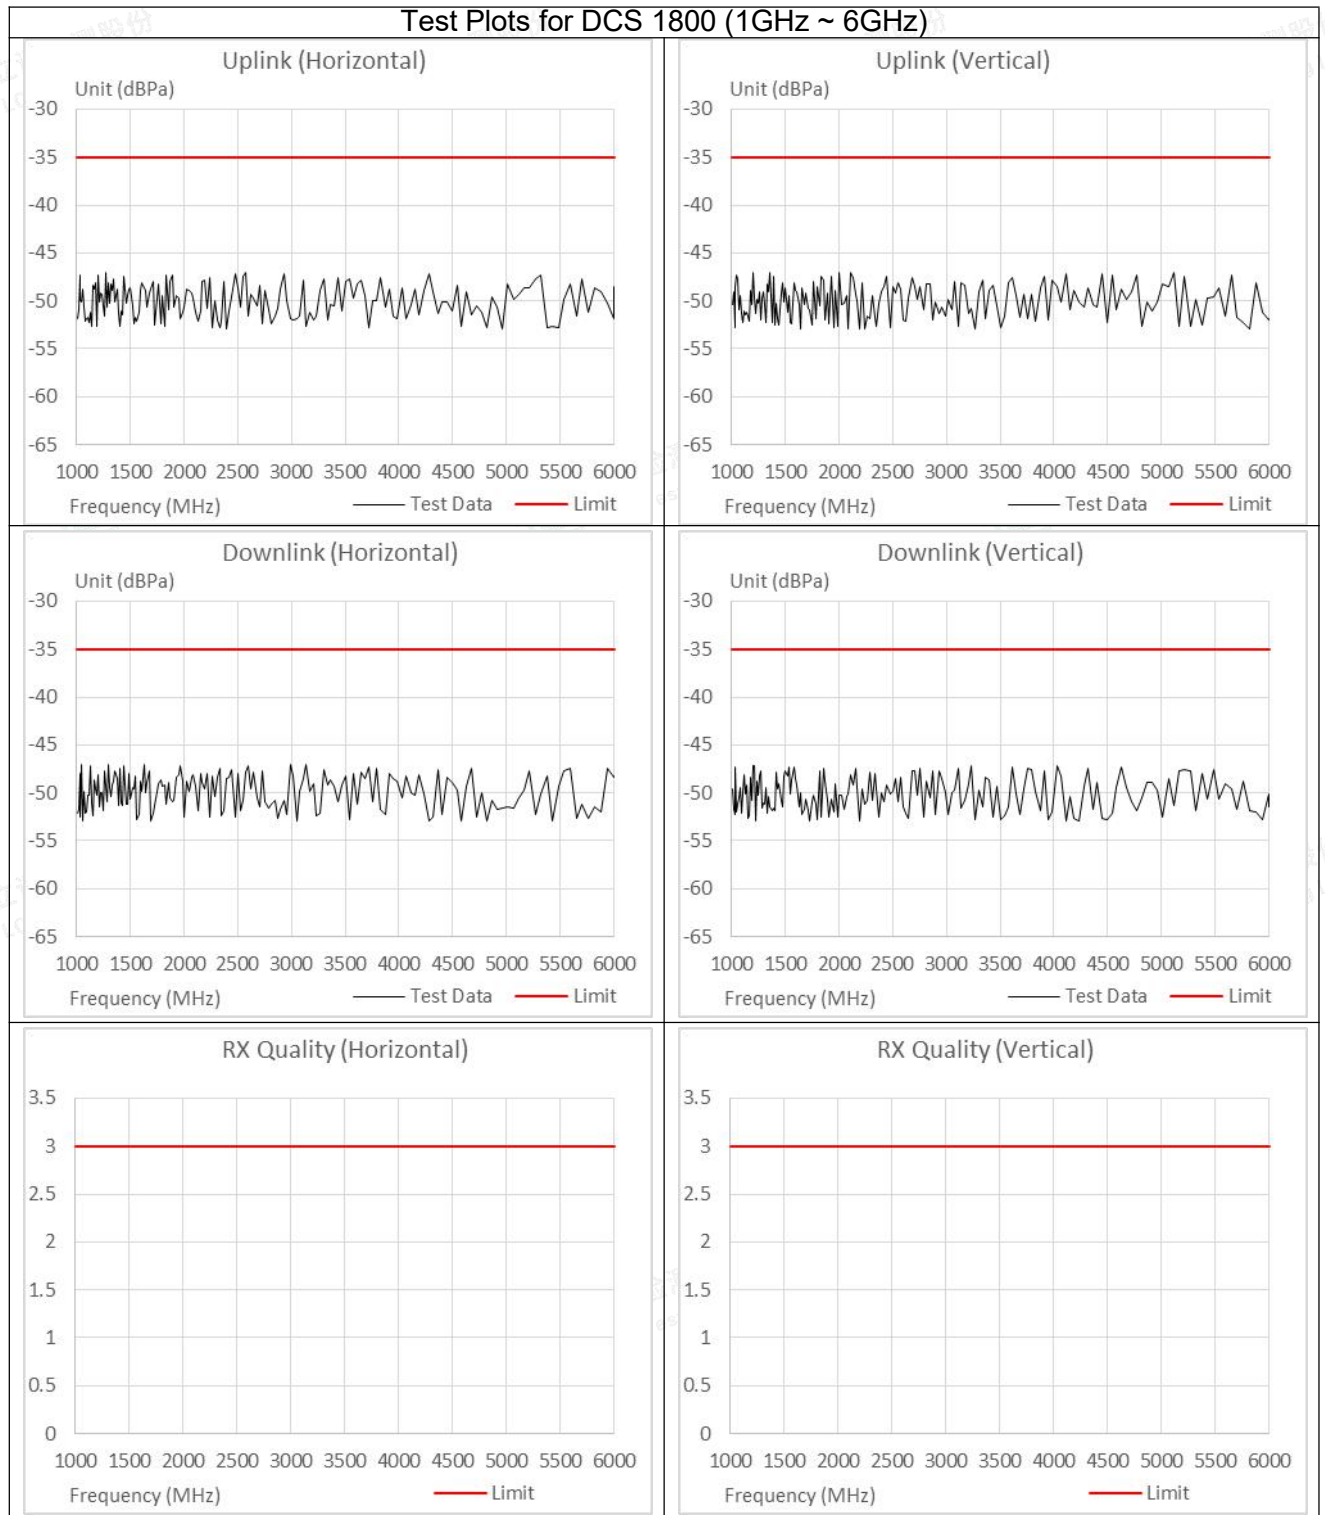 Test Plots for DCS 1800 (1GHz ~ 6GHz)
Uplink (Horizontal)
Unit (dBPa)
-30
-35
-40
-45
-50
-55
-60
-65
1000 1500 2000 2500 3000 3500 4000 4500 5000 5500 6000
Frequency (MHz)
Test Data
Limit
Uplink (Vertical)
Unit (dBPa)
-30
-35
-40
-45
-50
-55
-60
-65
1000 1500 2000 2500 3000 3500 4000 4500 5000 5500 6000
Frequency (MHz)
Test Data
Limit
Downlink (Horizontal)
Unit (dBPa)
-30
-35
-40
-45
-50
-55
-60
-65
1000 1500 2000 2500 3000 3500 4000 4500 5000 5500 6000
Frequency (MHz)
Test Data
Limit
Downlink (Vertical)
Unit (dBPa)
-30
-35
-40
-45
-50
-55
-60
-65
1000 1500 2000 2500 3000 3500 4000 4500 5000 5500 6000
Frequency (MHz)
Test Data
Limit
RX Quality (Horizontal)
3.5
3
2.5
2
1.5
1
0.5
0
1000 1500 2000 2500 3000 3500 4000 4500 5000 5500 6000
Frequency (MHz)
Limit
RX Quality (Vertical)
3.5
3
2.5
2
1.5
1
0.5
0
1000 1500 2000 2500 3000 3500 4000 4500 5000 5500 6000
Frequency (MHz)
Limit